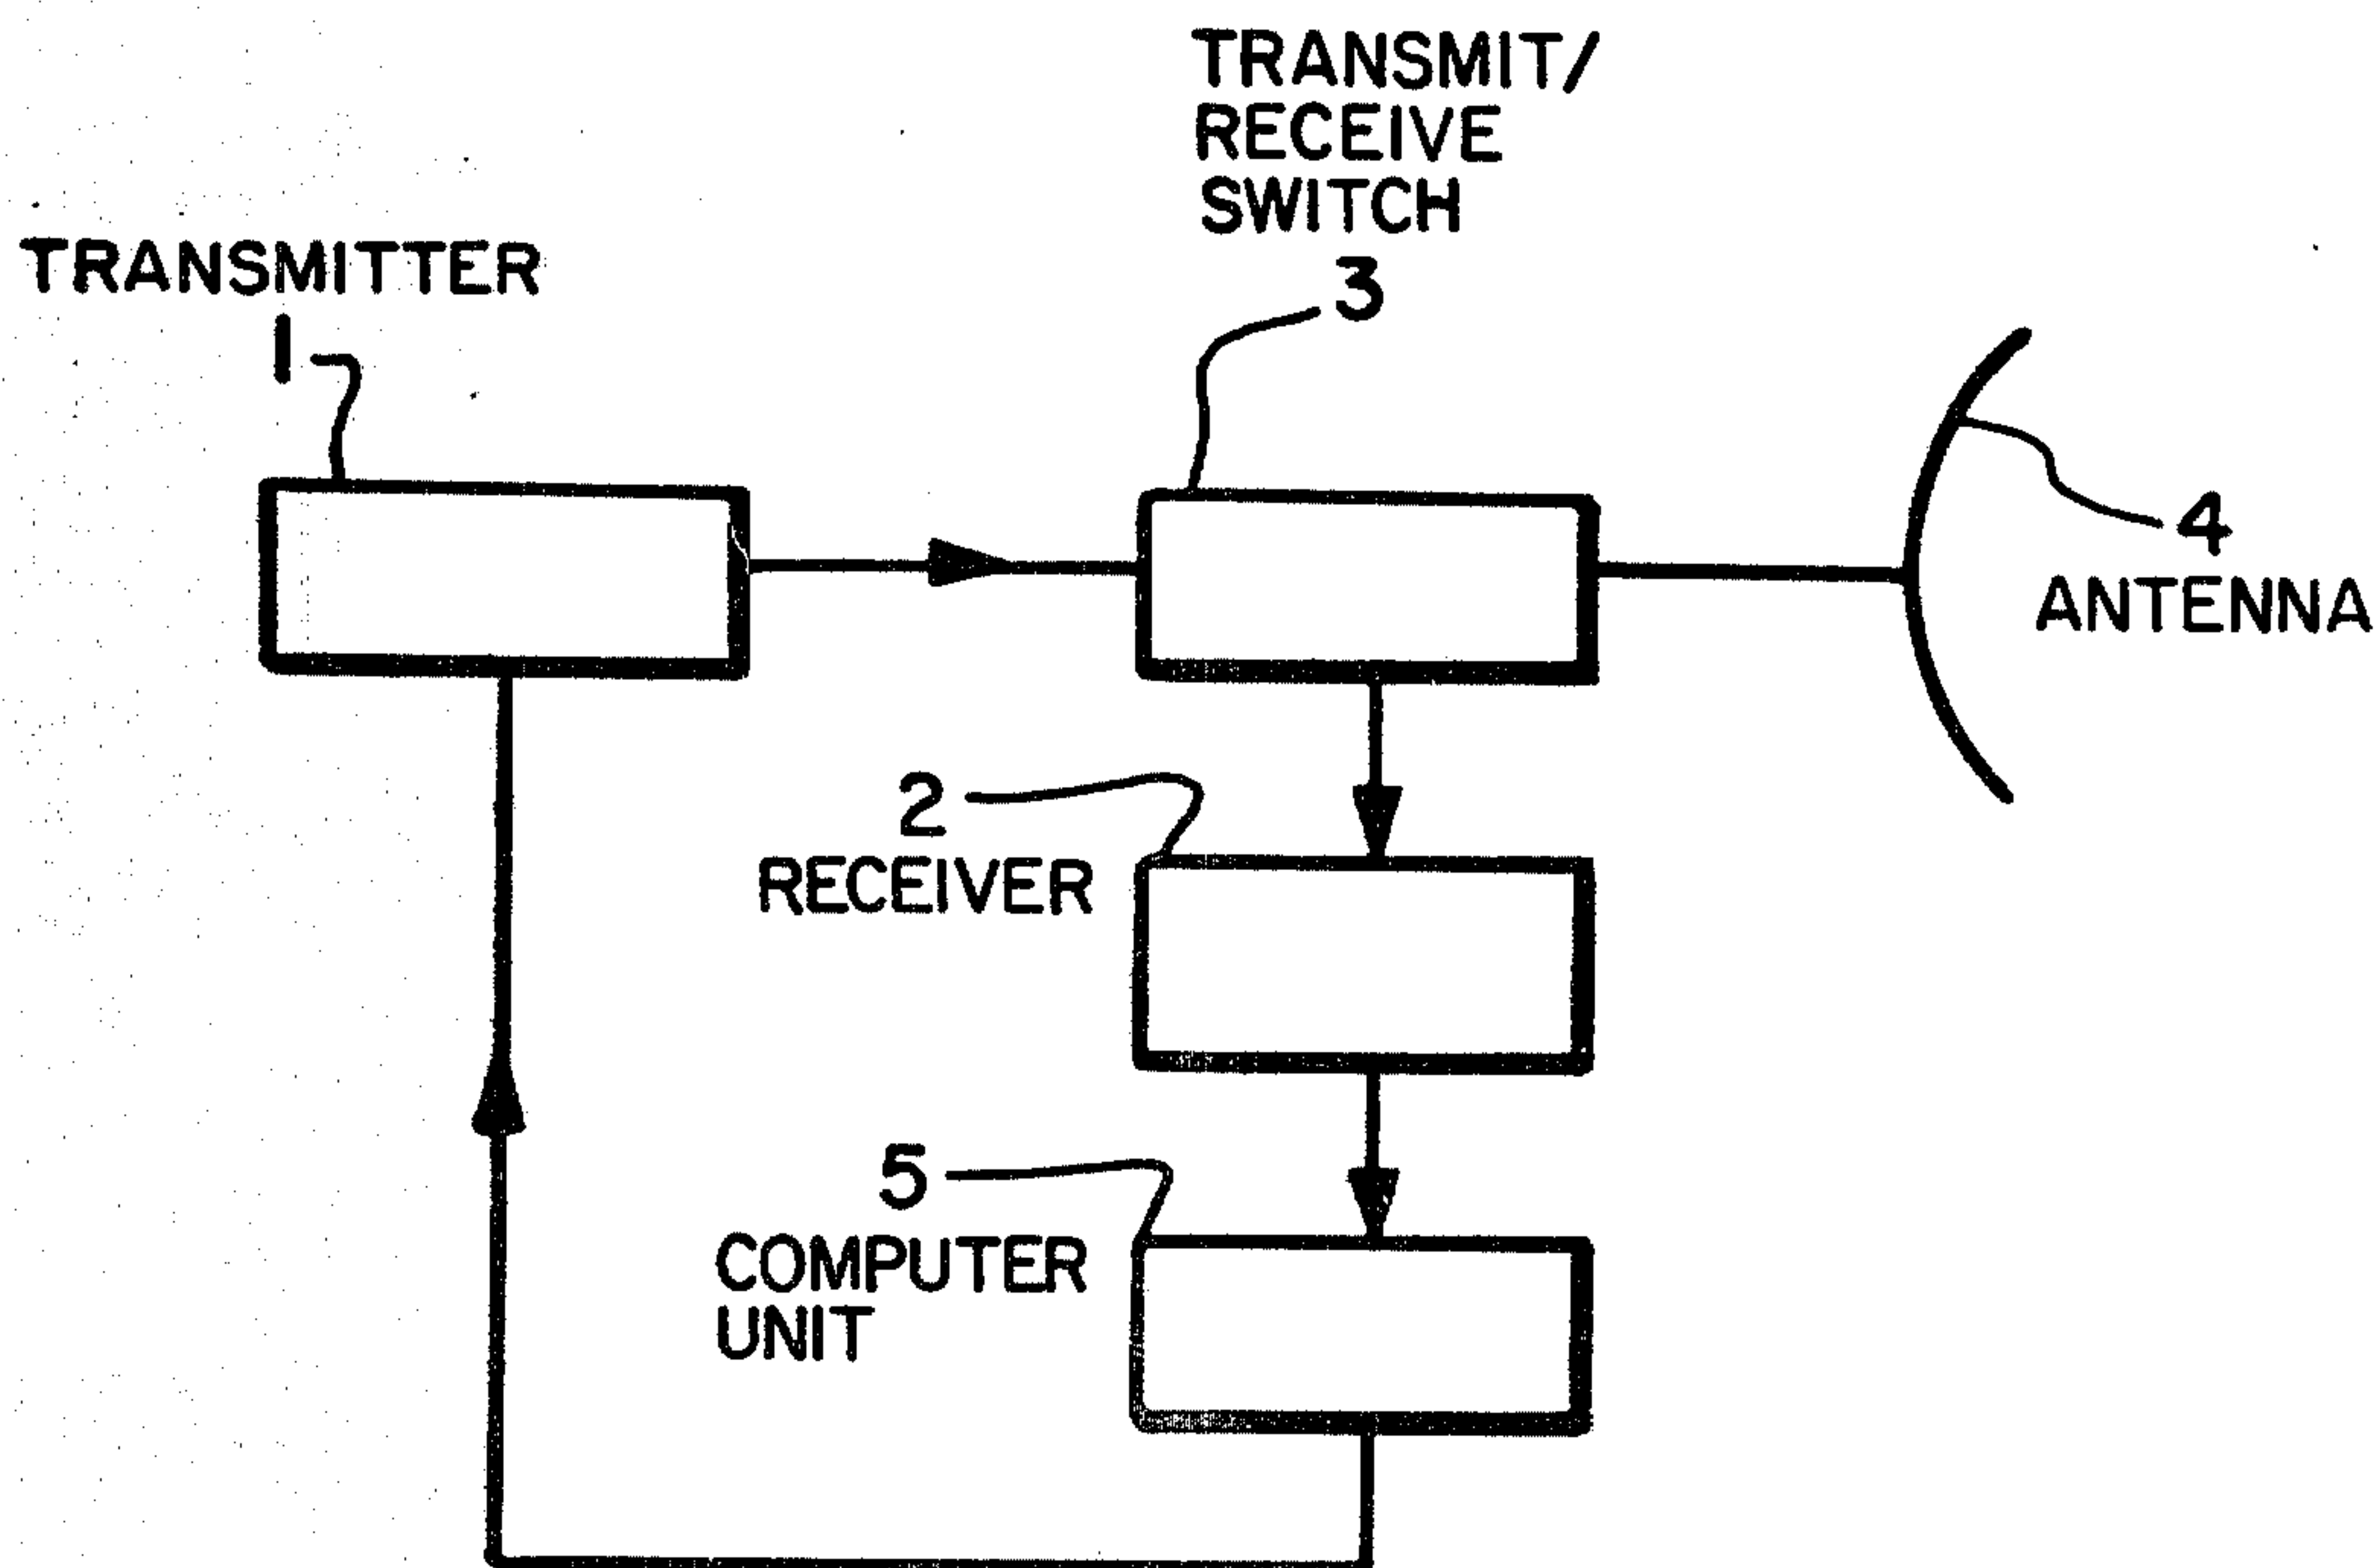 TRANSMIT/
RECEIVE
SWITCH
3
TRANSMITTER
1
4
ANTENNA
2
RECEIVER
5
COMPUTER
UNIT